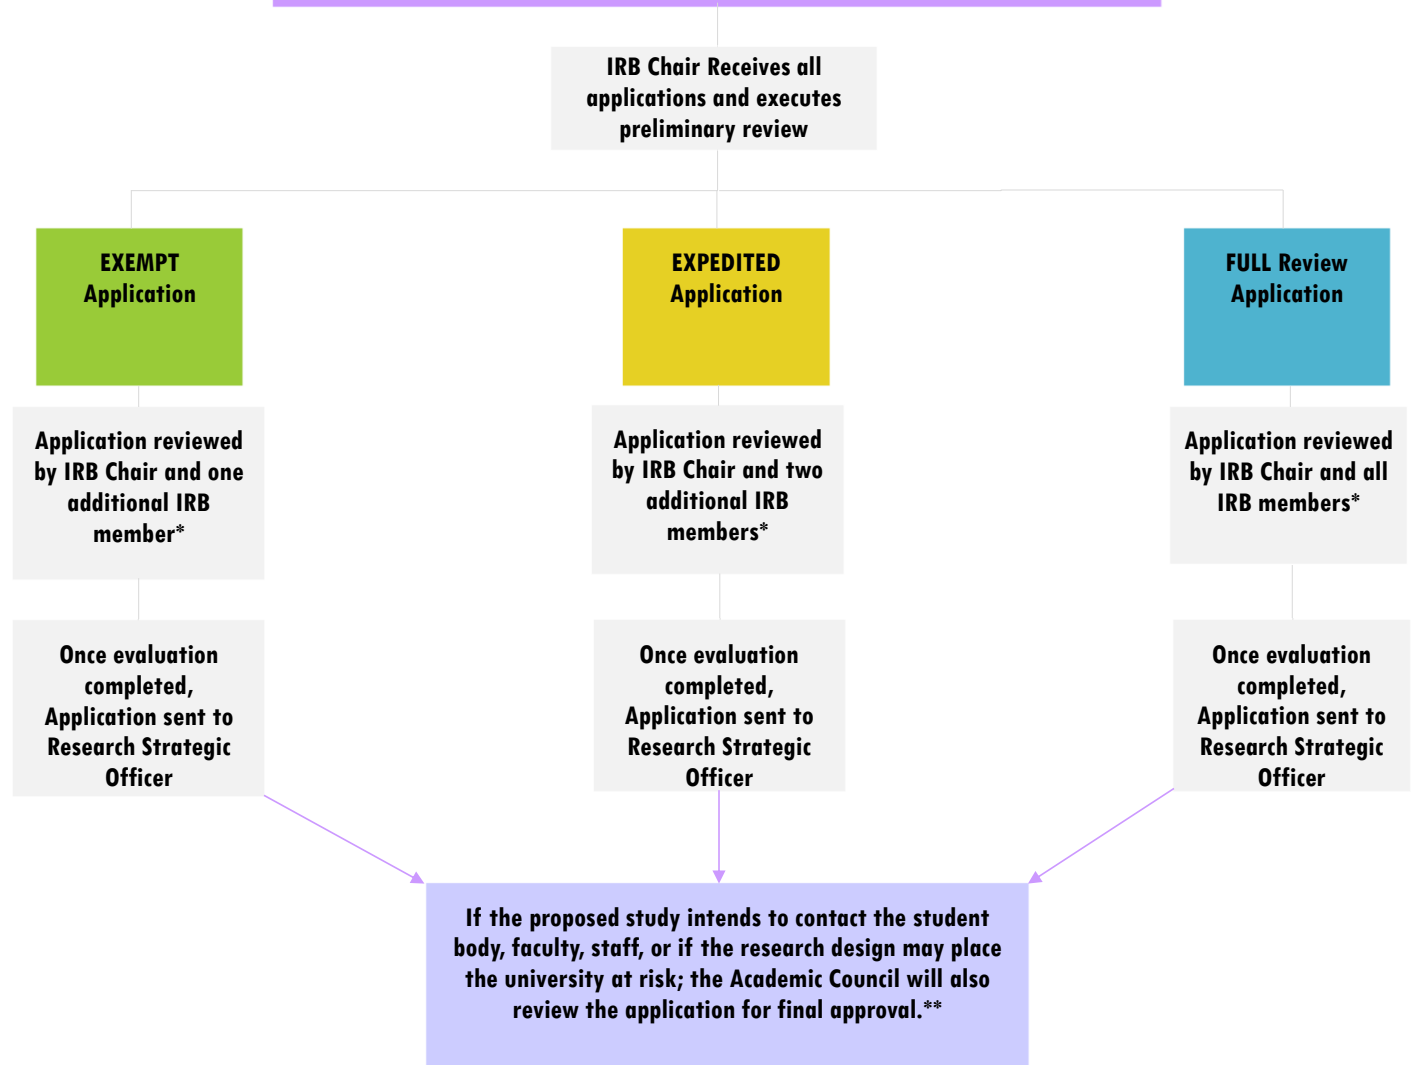 IRB Chair Receives all
applications and executes
preliminary review
EXEMPT
Application
EXPEDITED
Application
FULL Review
Application
Application reviewed
by IRB Chair and one
additional IRB
member*
Application reviewed
by IRB Chair and two
additional IRB
members*
Application reviewed
by IRB Chair and all
IRB members*
Once evaluation
completed,
Application sent to
Research Strategic
Officer
Once evaluation
completed,
Application sent to
Research Strategic
Officer
Once evaluation
completed,
Application sent to
Research Strategic
Officer
If the proposed study intends to contact the student
body, faculty, staff, or if the research design may place
the university at risk; the Academic Council will also
review the application for final approval.**